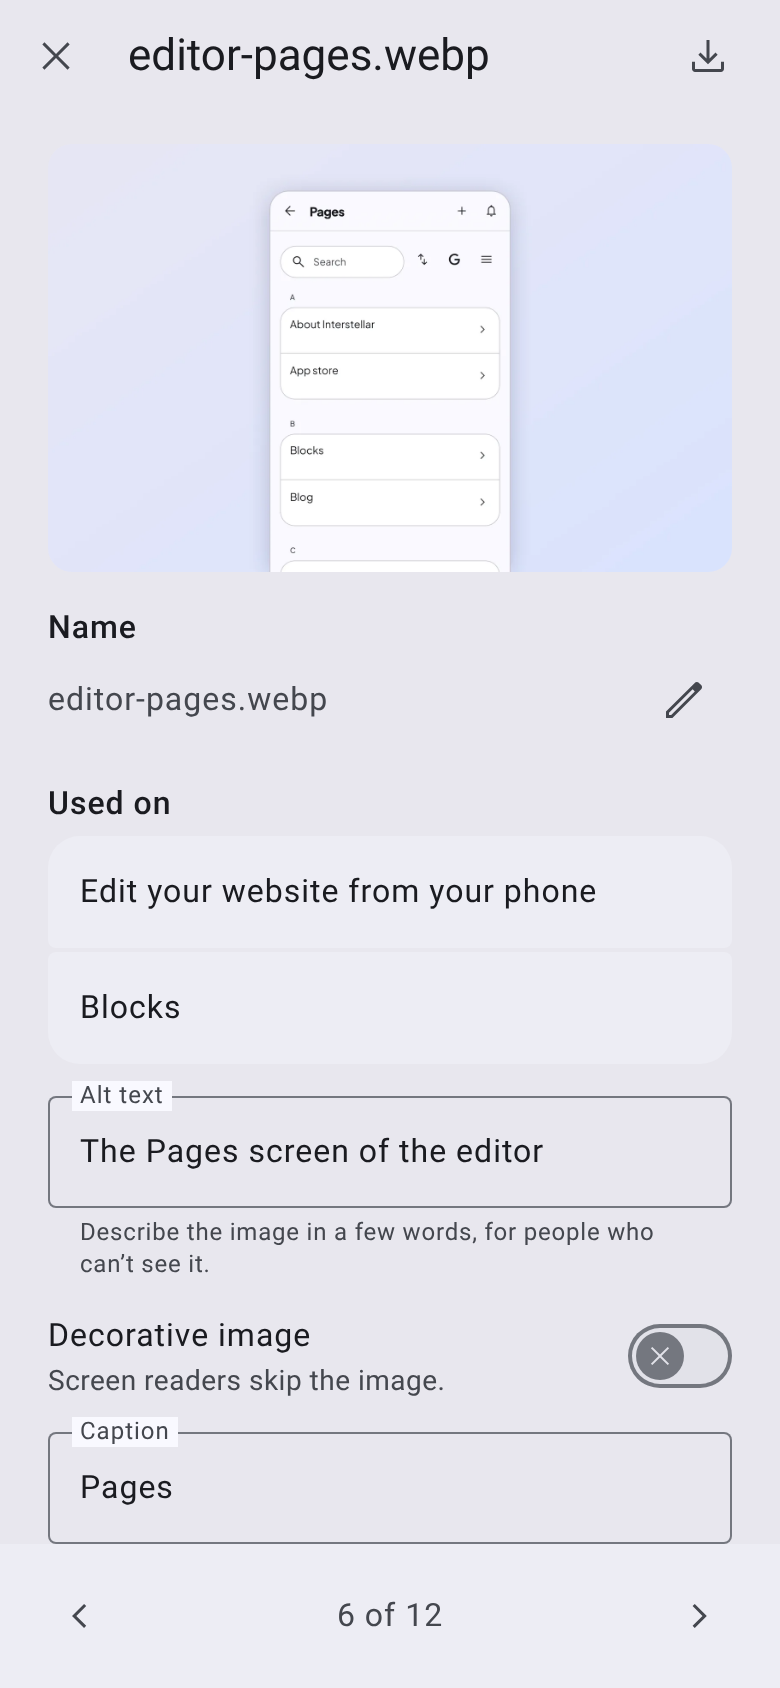 editor-pages.webp
Pages
Search
G
A
About Interstellar
App store
B
Blocks
Blog
C
Name
editor-pages.webp
Used on
Edit your website from your phone
Blocks
Alt text
The Pages screen of the editor
Describe the image in a few words, for people who
can’t see it.
Decorative image
Screen readers skip the image.
Caption
Pages
6 of 12